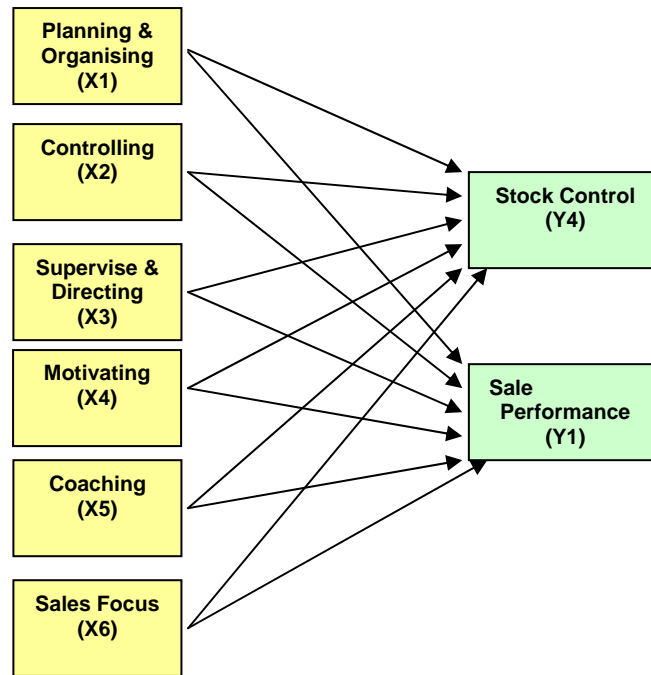 Planning &
Organising
(X1)
Controlling
(X2)
Supervise &
Directing
(X3)
Motivating
(X4)
Coaching
(X5)
Sales Focus
(X6)
Stock Control
(Y4)
Sale
Performance
(Y1)